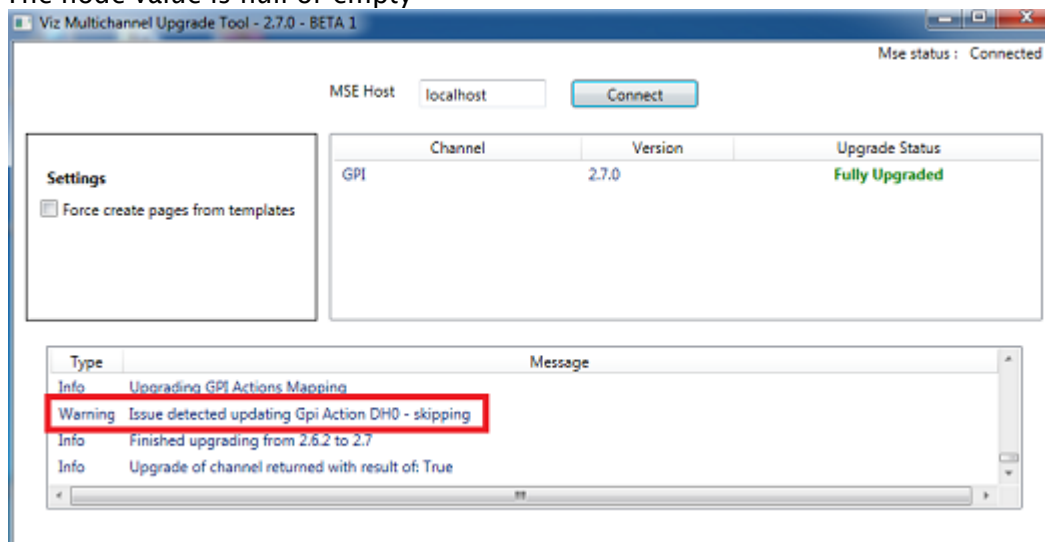 The node value is null or empty
Viz Multichannel Upgrade Tool - 2.7.0 - BETA 1
Mse status : Connected
MSE Host localhost Connect
Channel Version Upgrade Status
Settings
GPI 2.7.0 Fully Upgraded
Force create pages from templates
Type Message
Info Upgrading GPI Actions Mapping
Warning Issue detected updating Gpi Action DH0 - skipping
Info Finished upgrading from 2.6.2 to 2.7
Info Upgrade of channel returned with result of: True